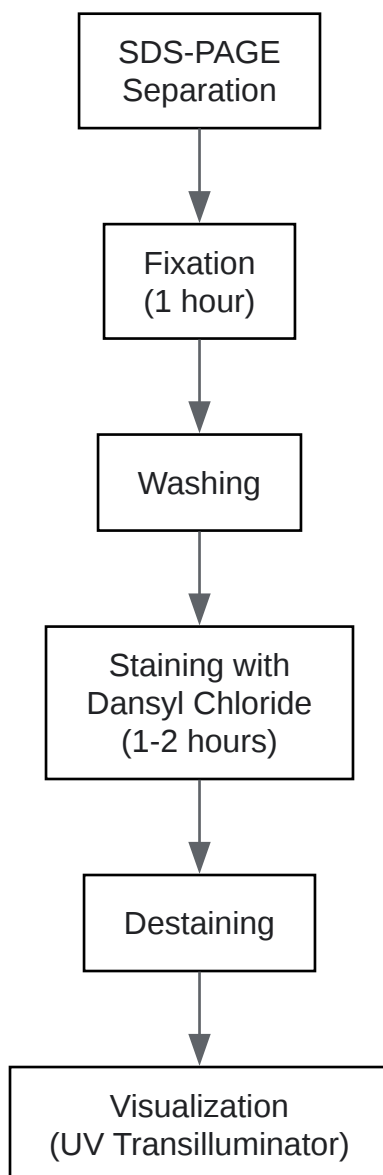 SDS-PAGE
Separation
Fixation
(1 hour)
Washing
Staining with
Dansyl Chloride
(1-2 hours)
Destaining
Visualization
(UV Transilluminator)